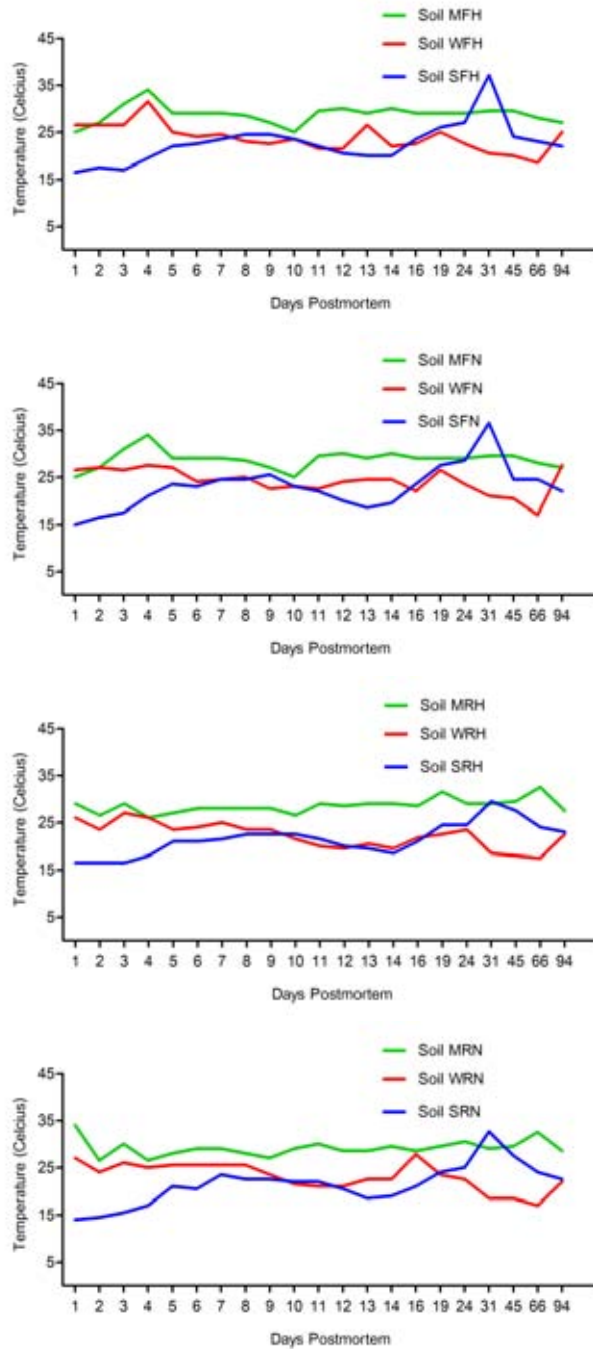 Soil MFH
Soil WFH
Soil SFH
Temperature (Celcius)
45
35
25
15
5
1 2 3 4 5 6 7 8 9 10 11 12 13 14 16 19 24 31 45 66 94
Days Postmortem
Soil MFN
Soil WFN
Soil SFN
Temperature (Celcius)
45
35
25
15
5
1 2 3 4 5 6 7 8 9 10 11 12 13 14 16 19 24 31 45 66 94
Days Postmortem
Soil MRH
Soil WRH
Soil SRH
Temperature (Celcius)
45
35
25
15
5
1 2 3 4 5 6 7 8 9 10 11 12 13 14 16 19 24 31 45 66 94
Days Postmortem
Soil MRN
Soil WRN
Soil SRN
Temperature (Celcius)
45
35
25
15
5
1 2 3 4 5 6 7 8 9 10 11 12 13 14 16 19 24 31 45 66 94
Days Postmortem